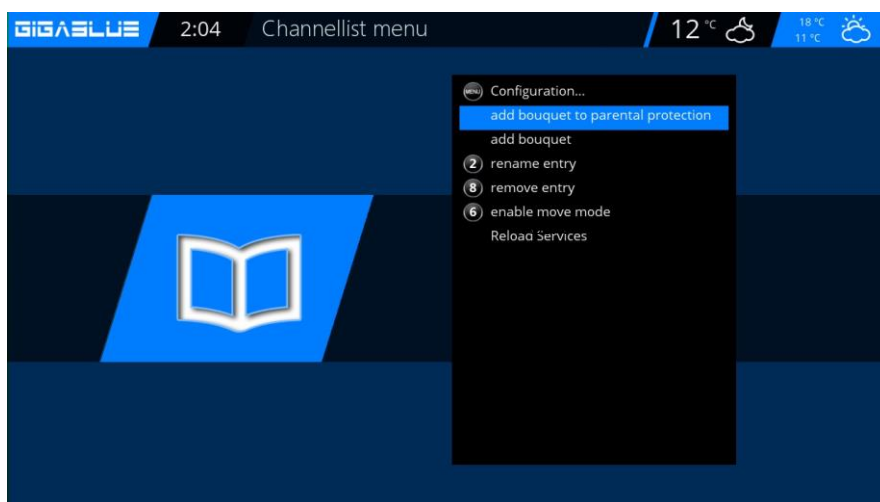 GIGABLUE 2:04 Channellist menu 12 °C 18 °C
11 °C
MENU Configuration...
add bouquet to parental protection
add bouquet
2 rename entry
8 remove entry
6 enable move mode
Reload Services